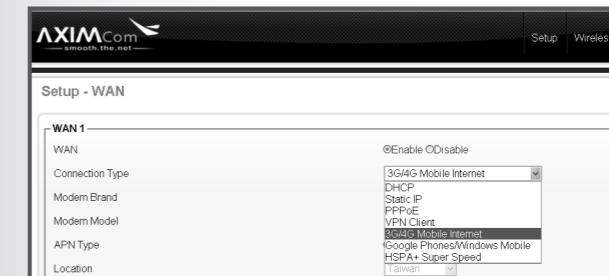 AXIMCom
smooth.the.net
Setup Wireles
Setup - WAN
WAN 1
WAN Enable Disable
Connection Type 3G/4G Mobile Internet
DHCP
Static IP
PPPoE
VPN Client
3G/4G Mobile Internet
Google Phones/Windows Mobile
HSPA+ Super Speed
Modem Brand
Modem Model
APN Type
Location Taiwan